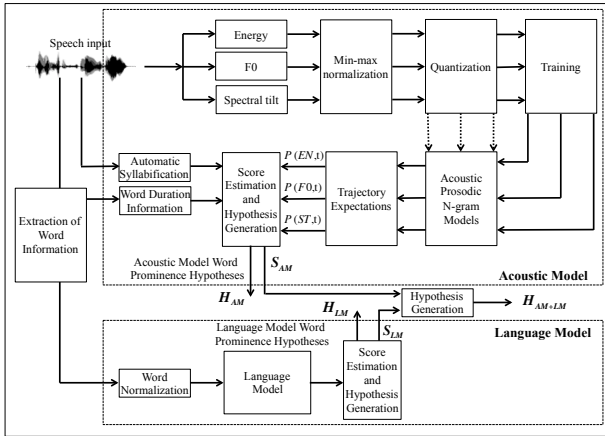 Speech input
Energy
F0
Spectral tilt
Min-max
normalization
Quantization
Training
Automatic
Syllabification
Word Duration
Information
Extraction of
Word
Information
Score
Estimation
and
Hypothesis
Generation
P(EN,t)
P(F0,t)
P(ST,t)
Trajectory
Expectations
Acoustic
Prosodic
N-gram
Models
Acoustic Model Word
Prominence Hypotheses
S_AM
H_AM
Acoustic Model
Hypothesis
Generation
H_AM+LM
H_LM
S_LM
Language Model
Language Model Word
Prominence Hypotheses
Word
Normalization
Language
Model
Score
Estimation
and
Hypothesis
Generation